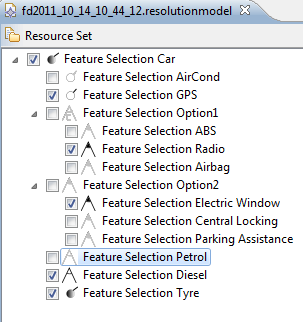 fd2011_10_14_10_44_12.resolutionmodel
Resource Set
Feature Selection Car
Feature Selection AirCond
Feature Selection GPS
Feature Selection Option1
Feature Selection ABS
Feature Selection Radio
Feature Selection Airbag
Feature Selection Option2
Feature Selection Electric Window
Feature Selection Central Locking
Feature Selection Parking Assistance
Feature Selection Petrol
Feature Selection Diesel
Feature Selection Tyre